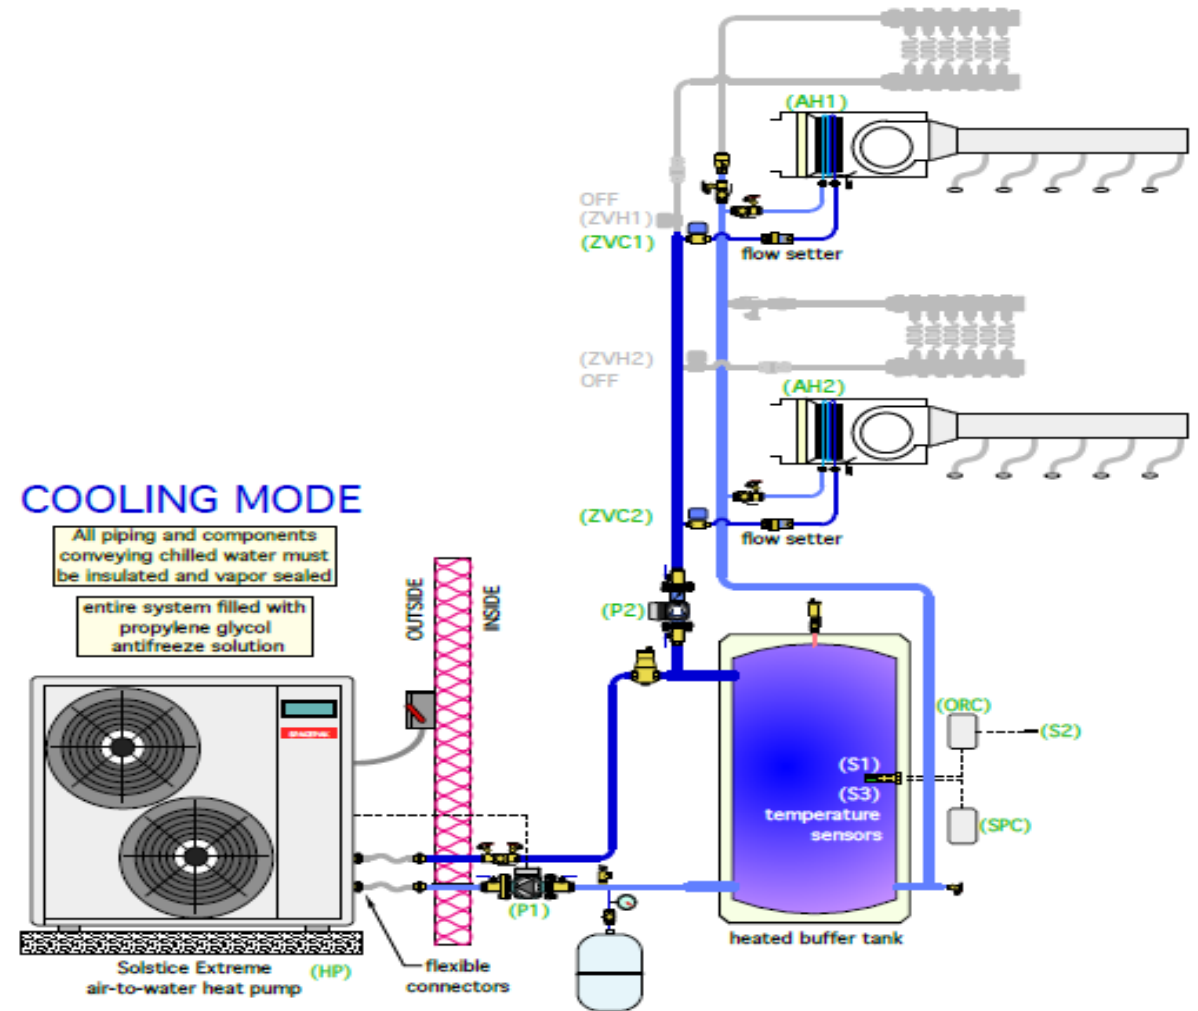 (AH1)
OFF
(ZVH1)
(ZVC1)
flow setter
(ZVH2)
OFF
(AH2)
COOLING MODE
(ZVC2)
flow setter
All piping and components
conveying chilled water must
be insulated and vapor sealed
entire system filled with
propylene glycol
antifreeze solution
OUTSIDE
INSIDE
(P2)
SPACEPAK
(ORC)
(S2)
(S1)
(S3)
temperature
sensors
(SPC)
(P1)
heated buffer tank
Solstice Extreme
air-to-water heat pump
(HP)
flexible
connectors